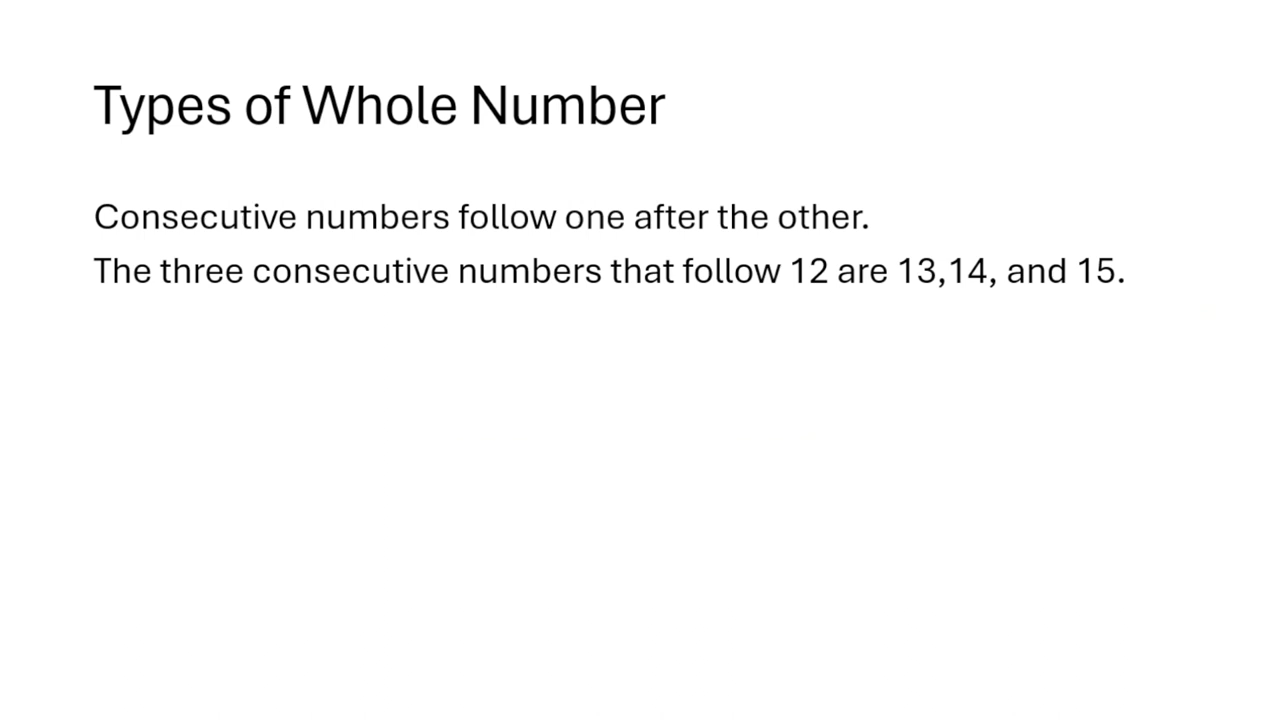 Types of Whole Number
Consecutive numbers follow one after the other.
The three consecutive numbers that follow 12 are 13,14, and 15.